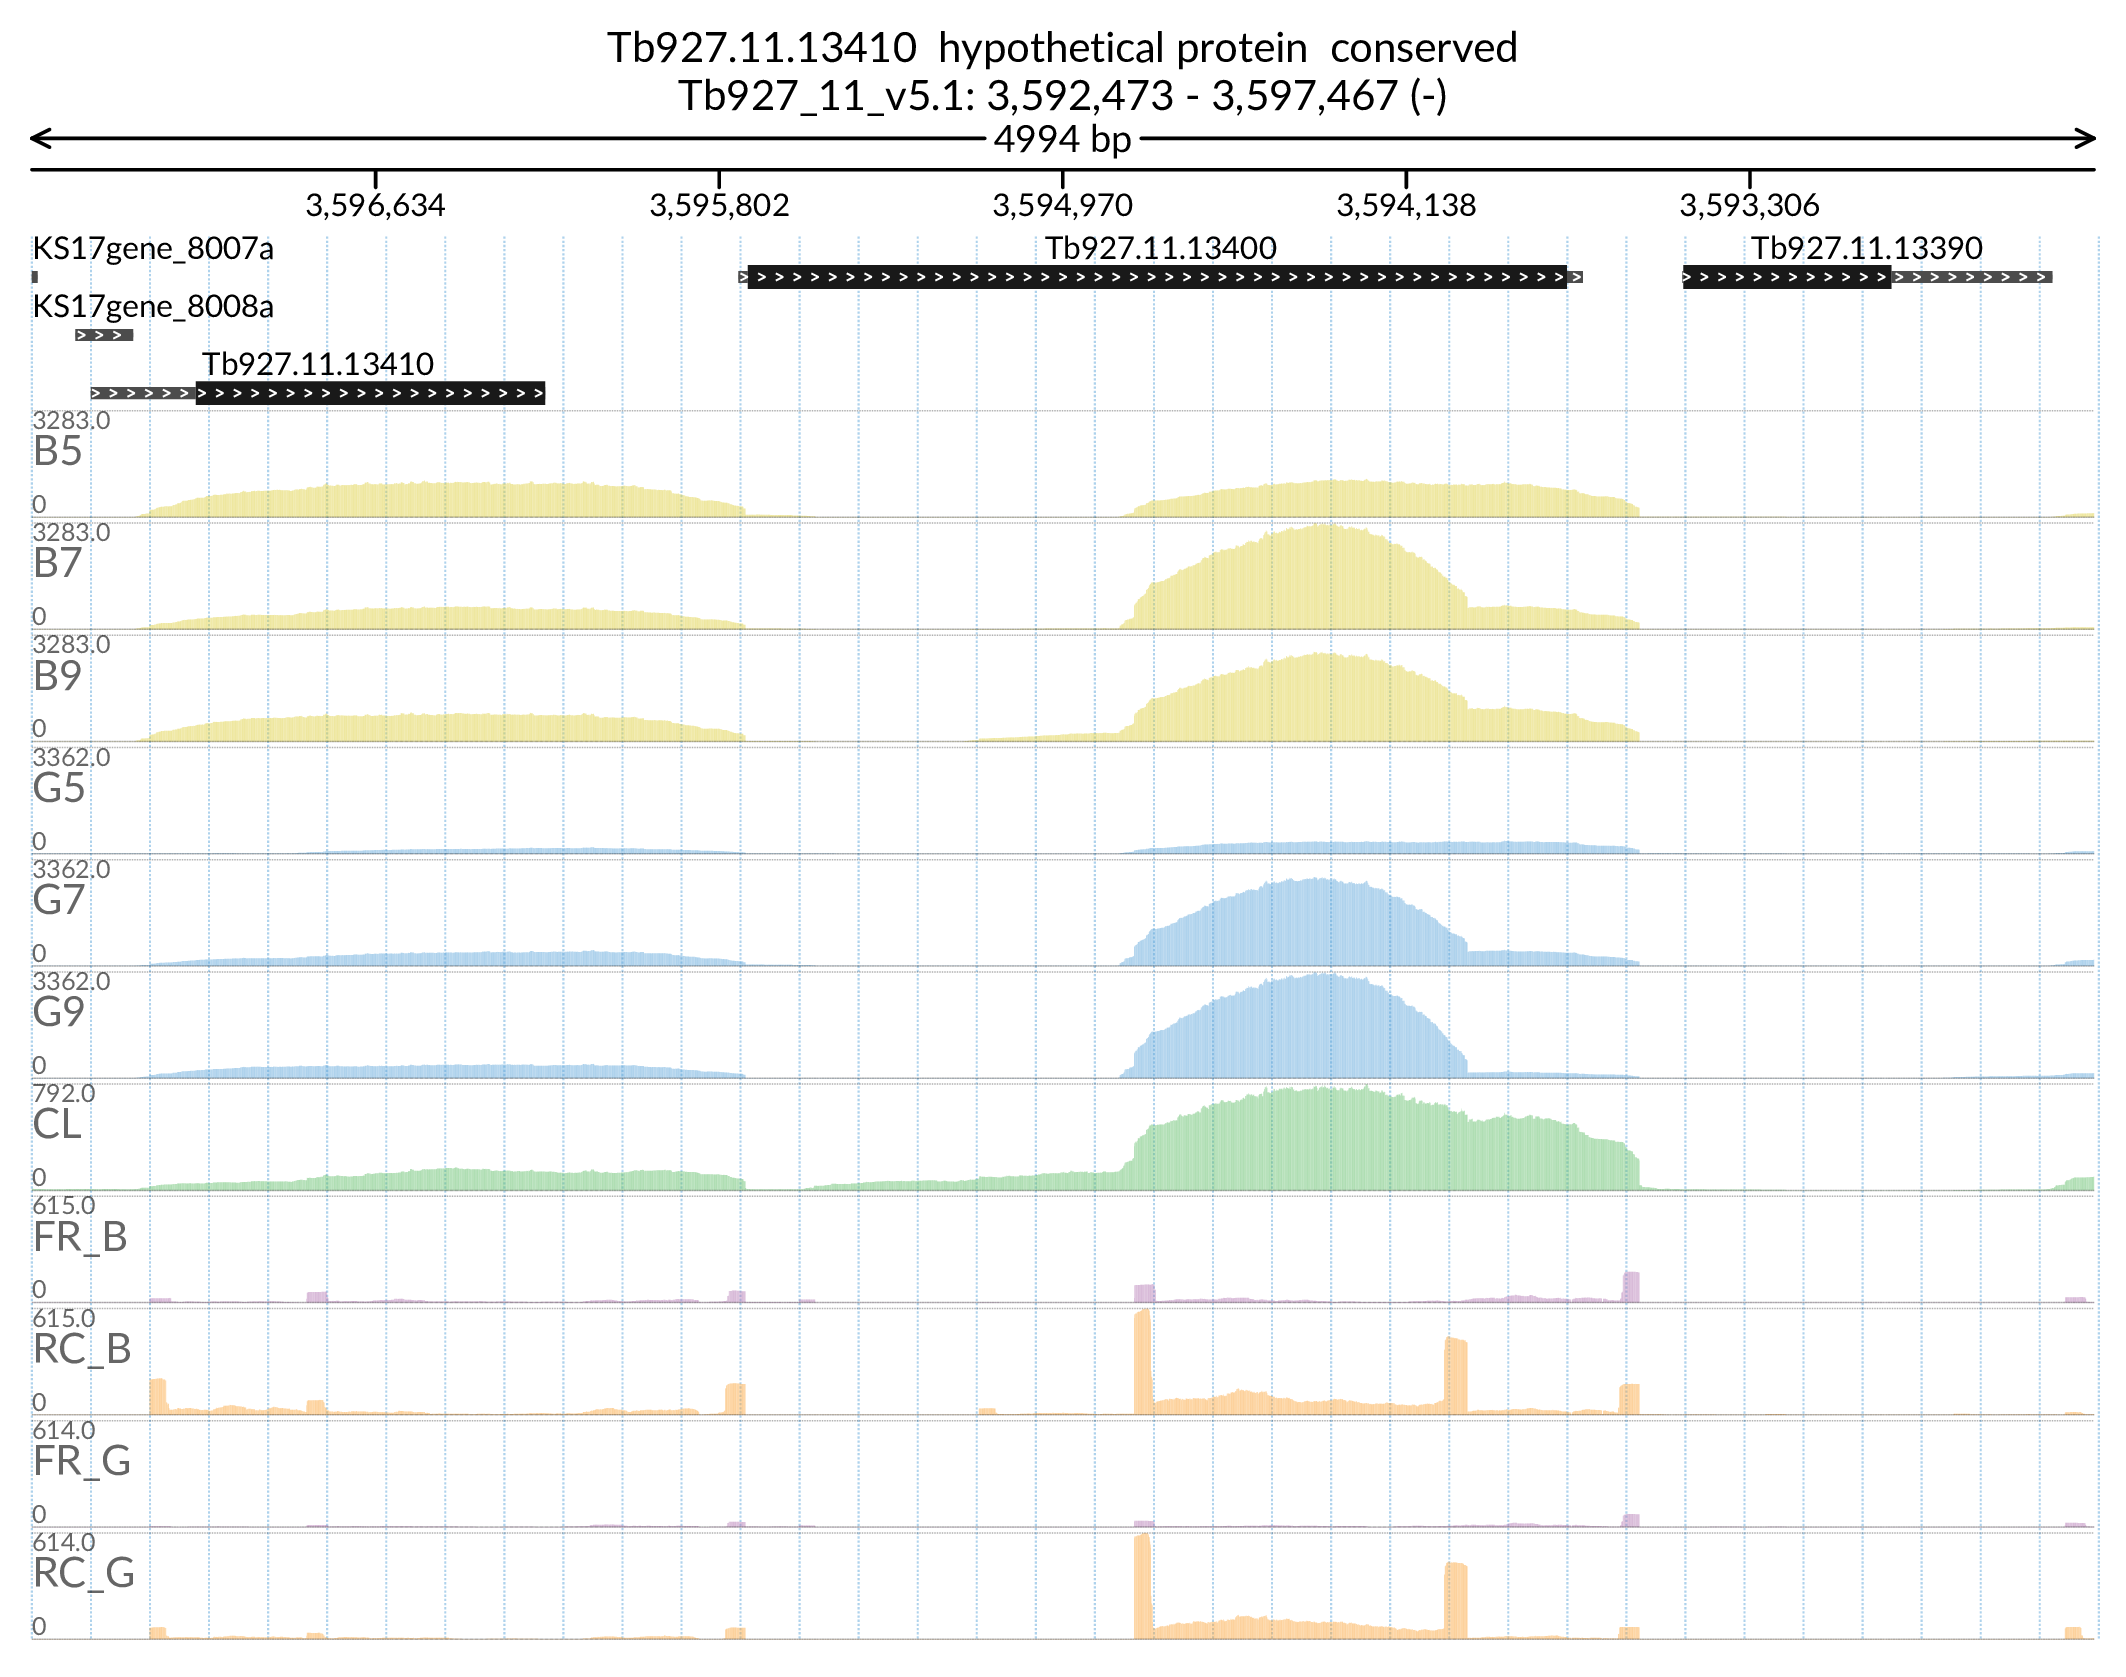 Tb927.11.13410 hypothetical protein conserved
Tb927_11_v5.1: 3,592,473 - 3,597,467 (-)
4994 bp
3,596,634 3,595,802 3,594,970 3,594,138 3,593,306
KS17gene_8007a Tb927.11.13400 Tb927.11.13390
KS17gene_8008a
Tb927.11.13410
3283.0
B5
0
3283.0
B7
0
3283.0
B9
0
3362.0
G5
0
3362.0
G7
0
3362.0
G9
0
792.0
CL
0
615.0
FR_B
0
615.0
RC_B
0
614.0
FR_G
0
614.0
RC_G
0